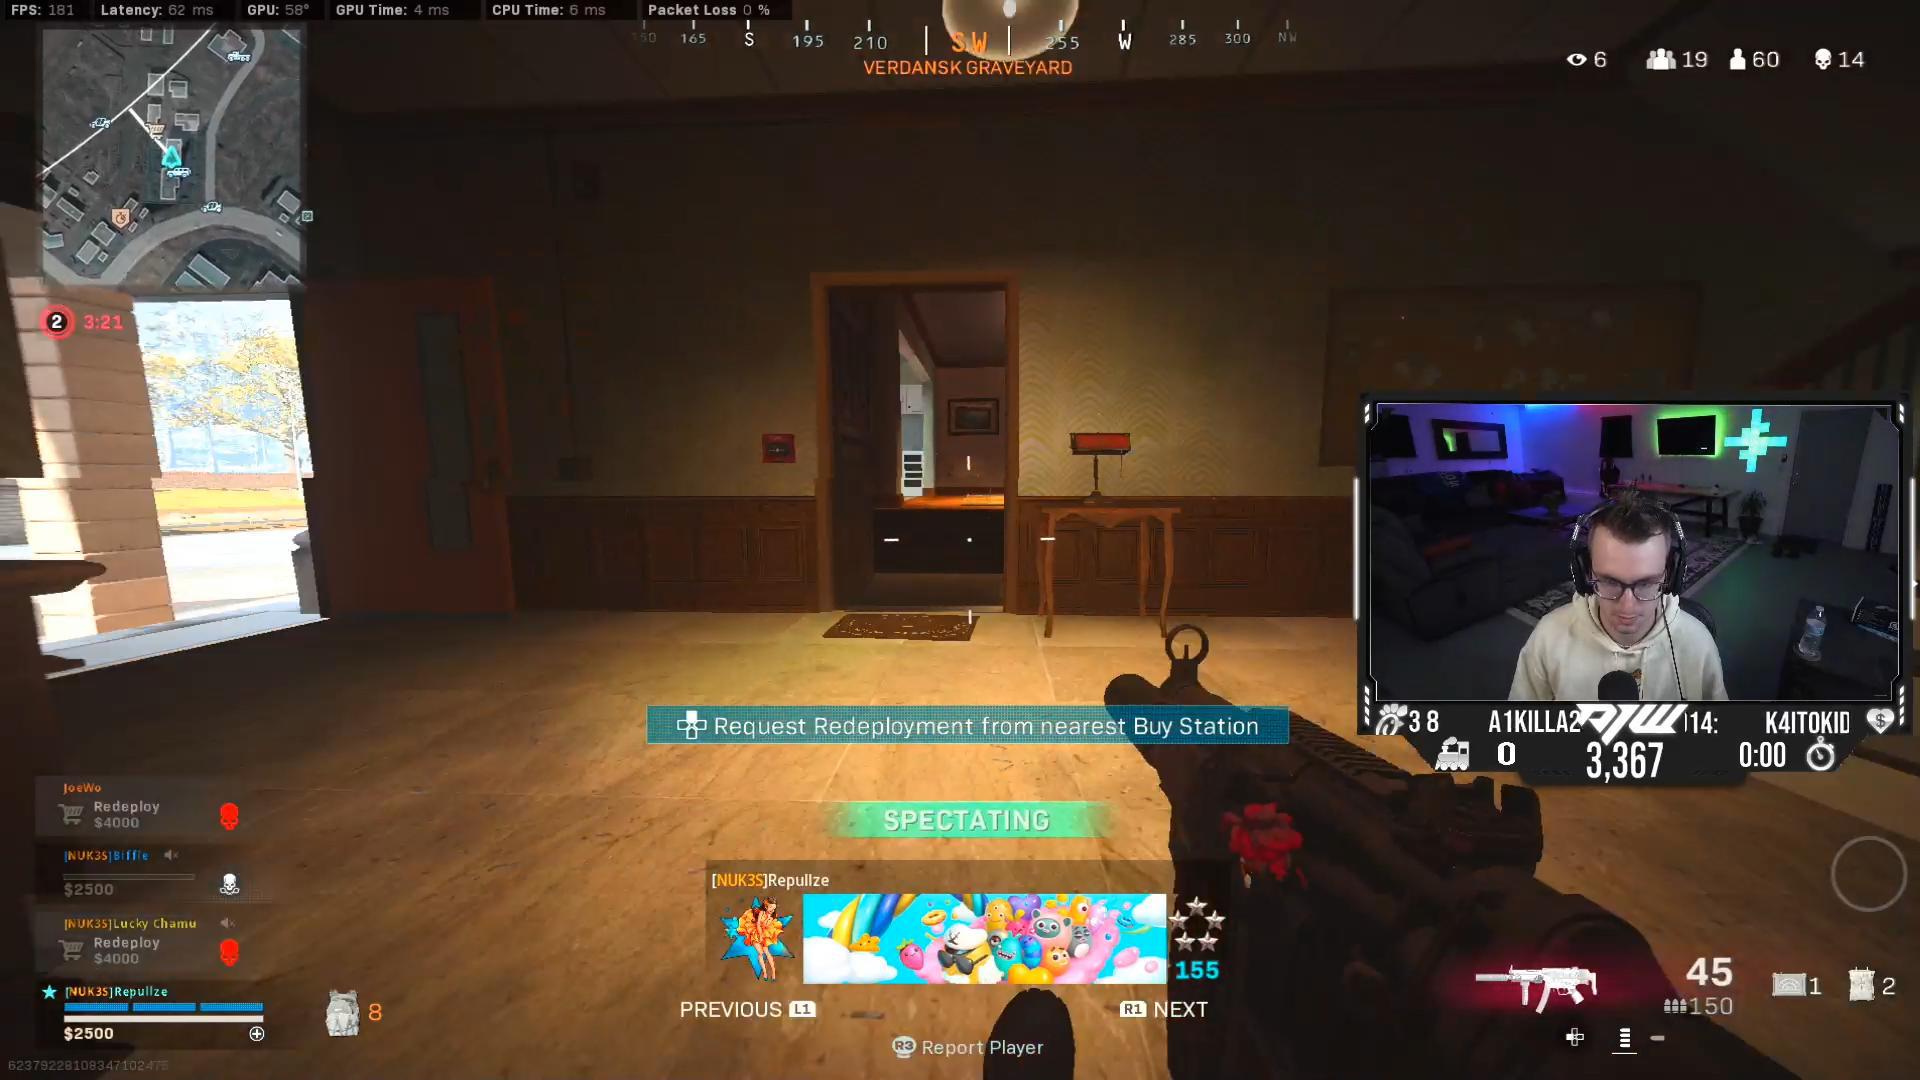 FPS: 181 Latency: 62 ms GPU: 58° GPU Time: 4 ms CPU Time: 6 ms Packet Loss 0 %
150 165 S 195 210 SW 255 W 285 300 NW
VERDANSK GRAVEYARD
6 19 60 14
2 3:21
Request Redeployment from nearest Buy Station
38 A1KILLA2 14: K4ITOKID
0 3,367 0:00
JoeWo
Redeploy
$4000
SPECTATING
[NUK3S]Biffle
$2500
[NUK3S]Repullze
[NUK3S]Lucky Chamu
Redeploy
$4000
155
[NUK3S]Repullze
$2500
8
PREVIOUS L1
R1 NEXT
45
150
1 2
R3 Report Player
62379228108347102475